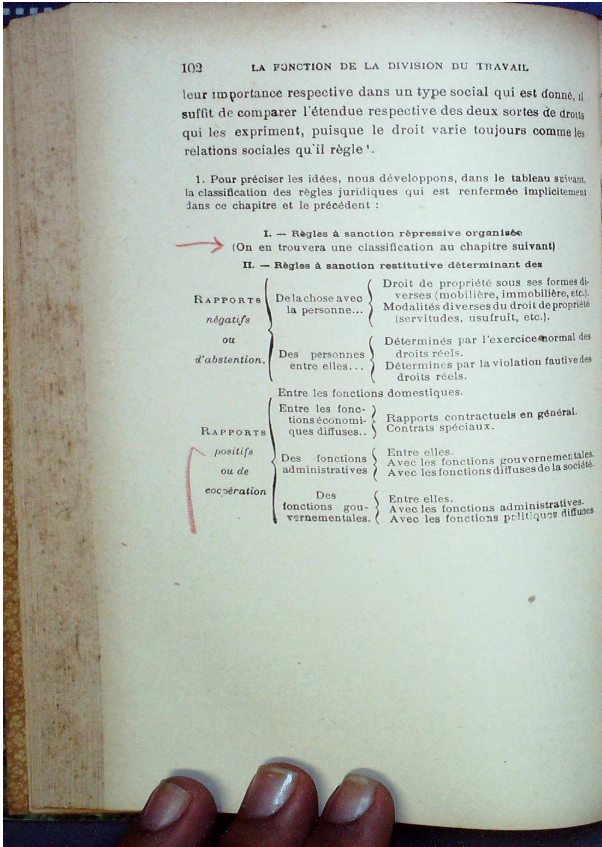 102 LA FONCTION DE LA DIVISION DU TRAVAIL
leur importance respective dans un type social qui est donné, il
suffit de comparer l'étendue respective des deux sortes de droits
qui les expriment, puisque le droit varie toujours comme les
relations sociales qu'il règle¹.
1. Pour préciser les idées, nous développons, dans le tableau suivant,
la classification des règles juridiques qui est renfermée implicitement
dans ce chapitre et le précédent :
I. — Règles à sanction répressive organisée
(On en trouvera une classification au chapitre suivant)
II. — Règles à sanction restitutive déterminant des
RAPPORTS
négatifs
ou
d'abstention.
De la chose avec
la personne...
Droit de propriété sous ses formes di-
verses (mobilière, immobilière, etc.).
Modalités diverses du droit de propriété
(servitudes, usufruit, etc.).
Des personnes
entre elles...
Déterminés par l'exercice normal des
droits réels.
Déterminés par la violation fautive des
droits réels.
RAPPORTS
positifs
ou de
coopération
Entre les fonctions domestiques.
Entre les fonc-
tions économi-
ques diffuses..
Rapports contractuels en général.
Contrats spéciaux.
Des fonctions
administratives
Entre elles.
Avec les fonctions gouvernementales.
Avec les fonctions diffuses de la société.
Des
fonctions gou-
vernementales.
Entre elles.
Avec les fonctions administratives.
Avec les fonctions politiques diffuses